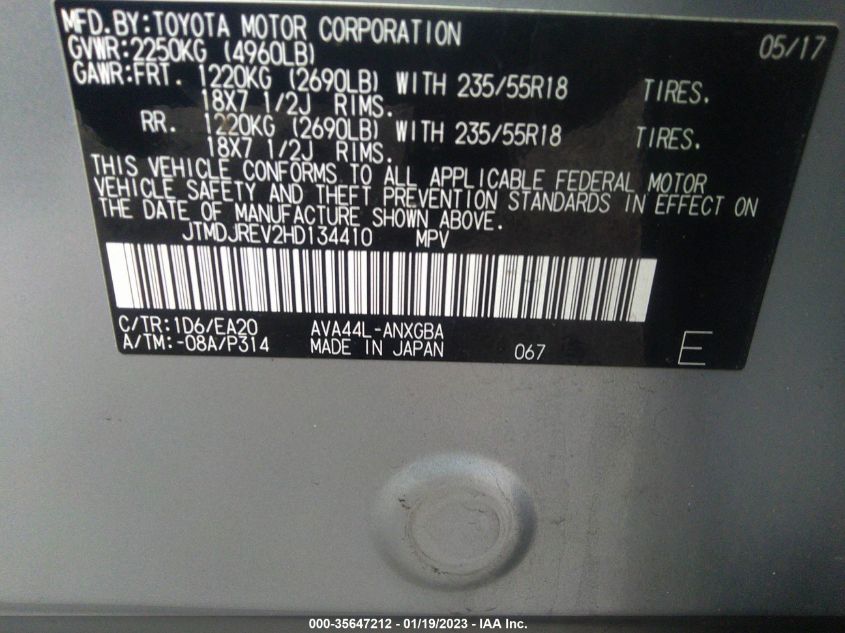 MFD.BY:TOYOTA MOTOR CORPORATION 05/17
GVWR:2250KG (4960LB)
GAWR:FRT. 1220KG (2690LB) WITH 235/55R18 TIRES.
18X7 1/2J RIMS.
RR. 1220KG (2690LB) WITH 235/55R18 TIRES.
18X7 1/2J RIMS.
THIS VEHICLE CONFORMS TO ALL APPLICABLE FEDERAL MOTOR
VEHICLE SAFETY AND THEFT PREVENTION STANDARDS IN EFFECT ON
THE DATE OF MANUFACTURE SHOWN ABOVE.
JTMDJREV2HD134410 MPV
C/TR:1D6/EA20 AVA44L-ANXGBA
A/TM:-08A/P314 MADE IN JAPAN 067 E
000-35647212 - 01/19/2023 - IAA Inc.